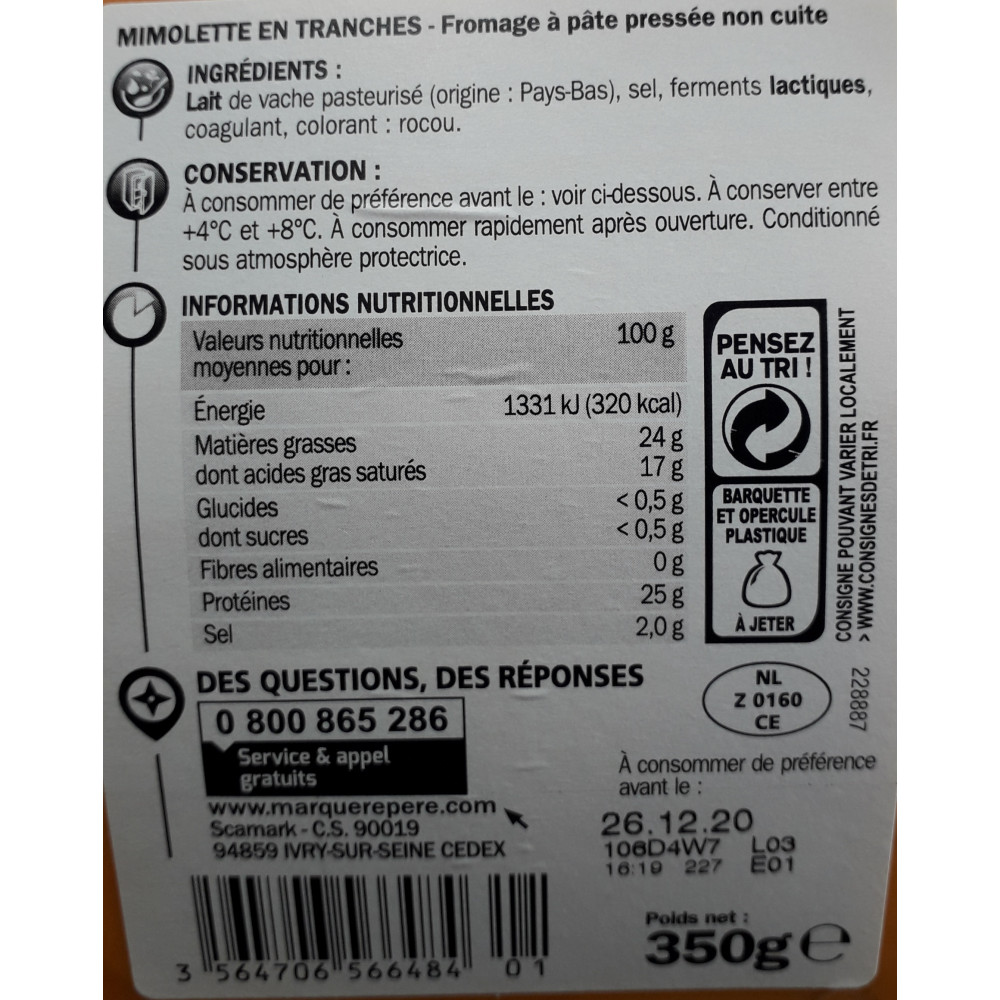 MIMOLETTE EN TRANCHES - Fromage à pâte pressée non cuite
INGRÉDIENTS :
Lait de vache pasteurisé (origine : Pays-Bas), sel, ferments lactiques,
coagulant, colorant : rocou.
CONSERVATION :
À consommer de préférence avant le : voir ci-dessous. À conserver entre
+4°C et +8°C. À consommer rapidement après ouverture. Conditionné
sous atmosphère protectrice.
INFORMATIONS NUTRITIONNELLES
Valeurs nutritionnelles 100 g
moyennes pour :
Énergie 1331 kJ (320 kcal)
Matières grasses 24 g
dont acides gras saturés 17 g
Glucides < 0,5 g
dont sucres < 0,5 g
Fibres alimentaires 0 g
Protéines 25 g
Sel 2,0 g
PENSEZ
AU TRI !
BARQUETTE
ET OPERCULE
PLASTIQUE
À JETER
CONSIGNE POUVANT VARIER LOCALEMENT
> WWW.CONSIGNESDETRI.FR
228887
DES QUESTIONS, DES RÉPONSES
0 800 865 286
Service & appel
gratuits
www.marquerepere.com
Scamark - C.S. 90019
94859 IVRY-SUR-SEINE CEDEX
NL
Z 0160
CE
À consommer de préférence
avant le :
26.12.20
106D4W7 L03
16:19 227 E01
Poids net :
350g e
3 564706 566484 01